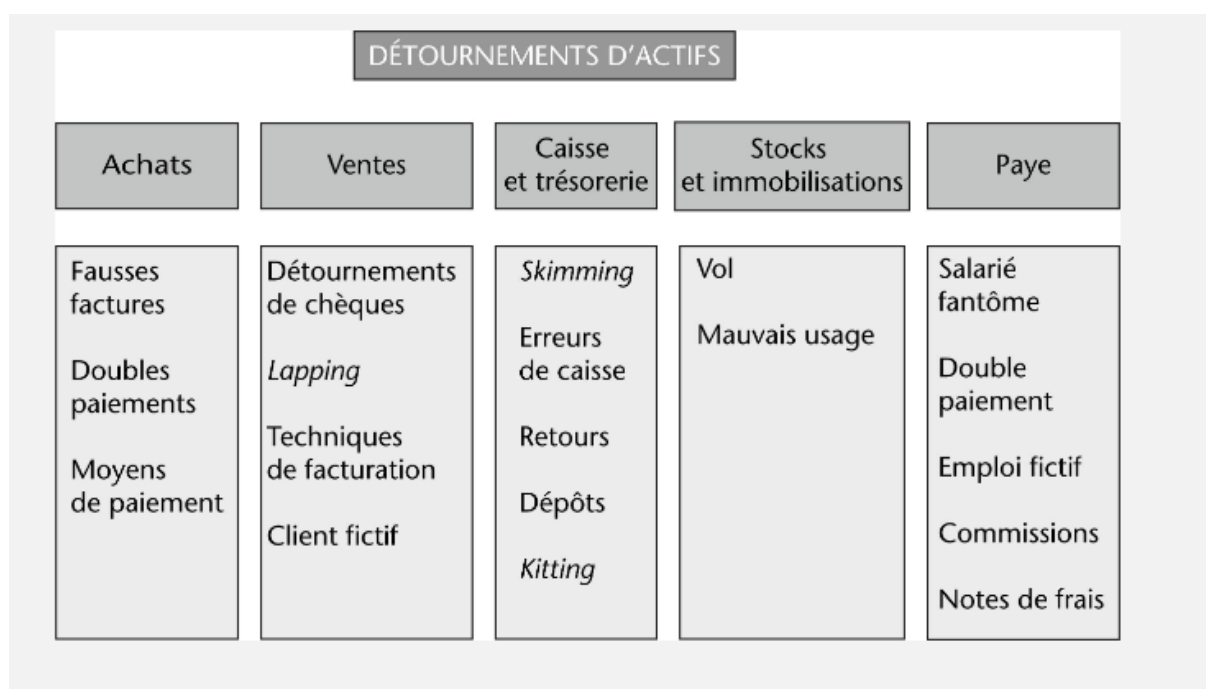 DÉTOURNEMENTS D'ACTIFS
Achats
Ventes
Caisse
et trésorerie
Stocks
et immobilisations
Paye
Fausses
factures
Doubles
paiements
Moyens
de paiement
Détournements
de chèques
Lapping
Techniques
de facturation
Client fictif
Skimming
Erreurs
de caisse
Retours
Dépôts
Kitting
Vol
Mauvais usage
Salarié
fantôme
Double
paiement
Emploi fictif
Commissions
Notes de frais